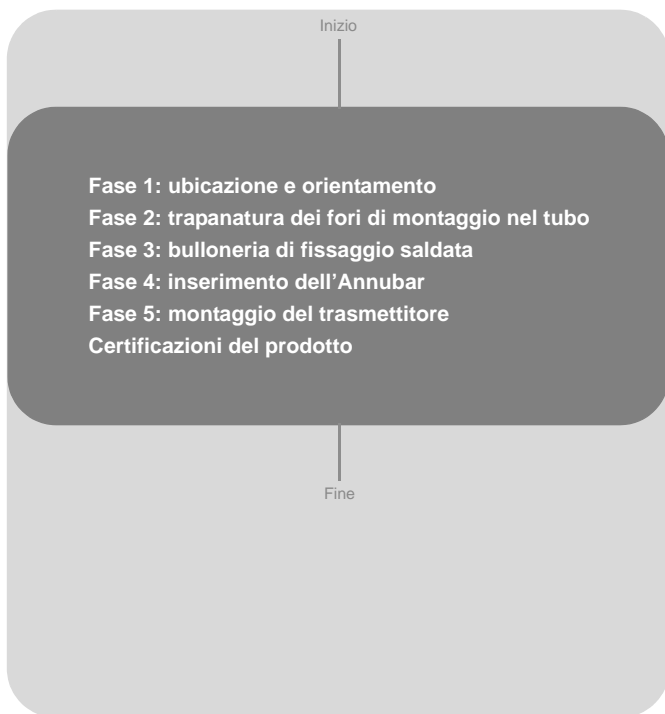 Inizio
Fase 1: ubicazione e orientamento
Fase 2: trapanatura dei fori di montaggio nel tubo
Fase 3: bulloneria di fissaggio saldata
Fase 4: inserimento dell’Annubar
Fase 5: montaggio del trasmettitore
Certificazioni del prodotto
Fine